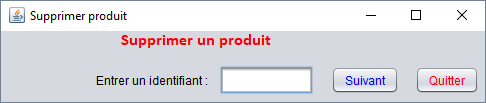 Supprimer produit
Supprimer un produit
Entrer un identifiant :
Suivant
Quitter